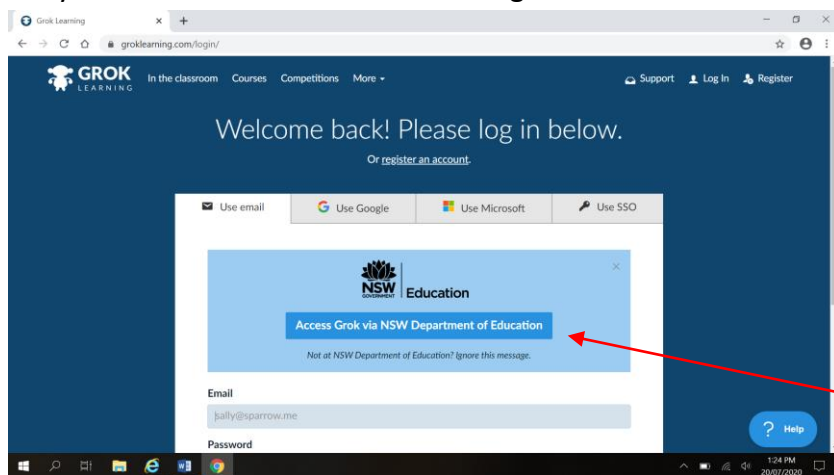 Grok Learning
groklearning.com/login/
GROK
LEARNING
In the classroom Courses Competitions More
Support Log In Register
Welcome back! Please log in below.
Or register an account.
Use email Use Google Use Microsoft Use SSO
NSW
GOVERNMENT
Education
Access Grok via NSW Department of Education
Not at NSW Department of Education? Ignore this message.
Email
sally@sparrow.me
Password
? Help
1:24 PM
20/07/2020